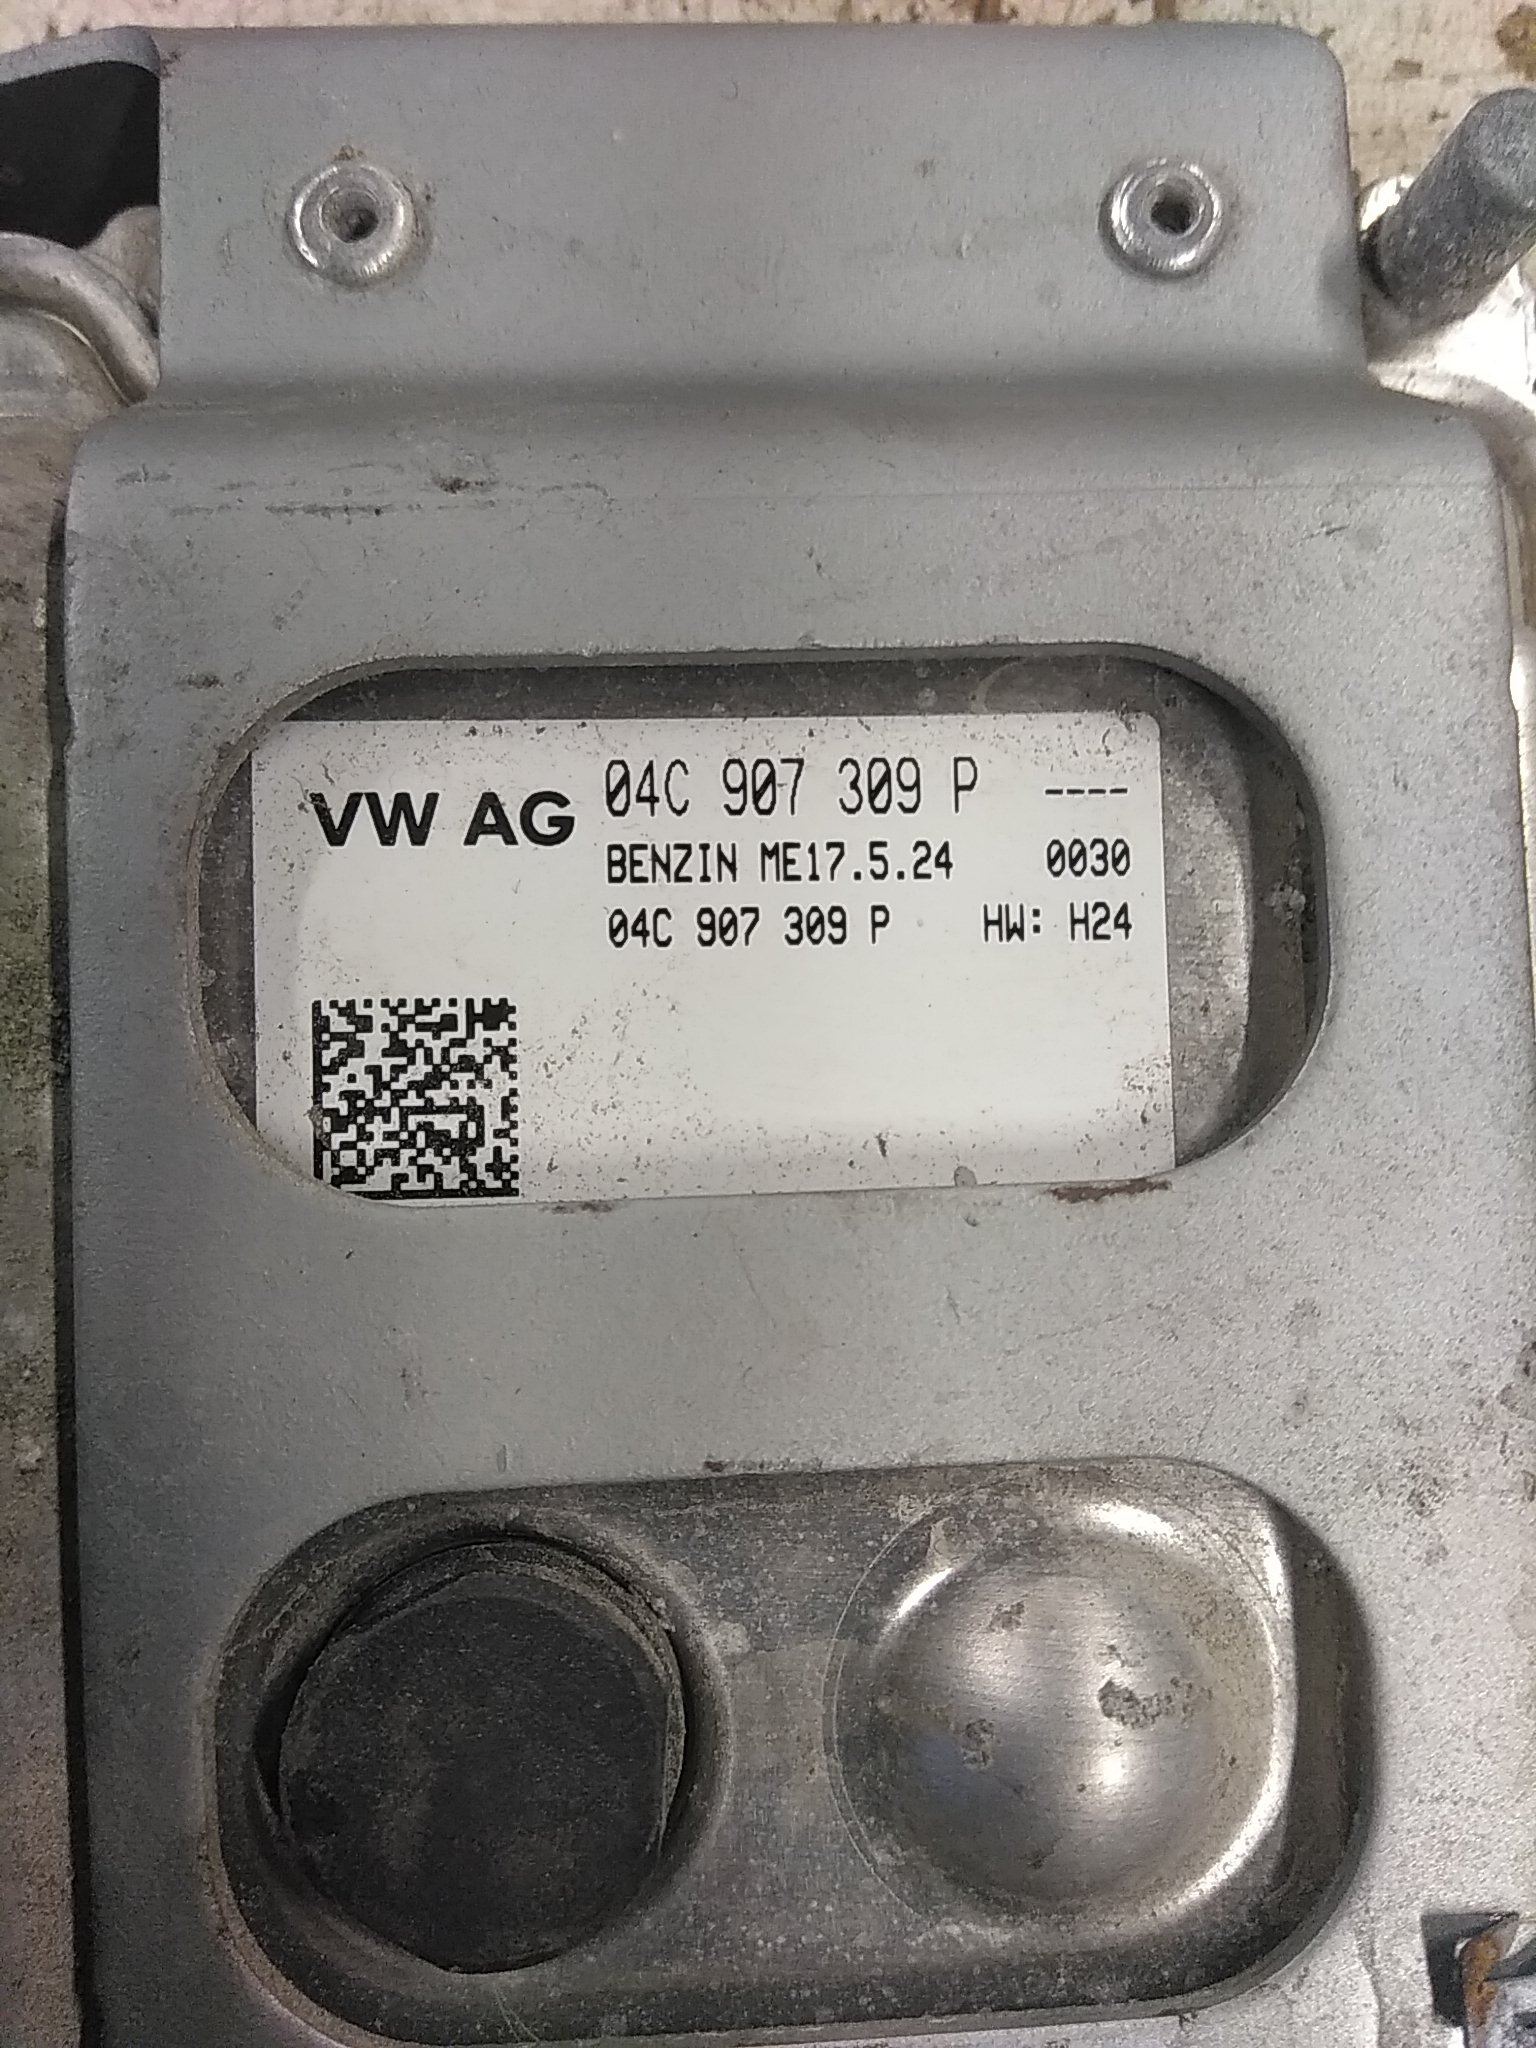 VW AG 04C 907 309 P ----
BENZIN ME17.5.24 0030
04C 907 309 P HW: H24